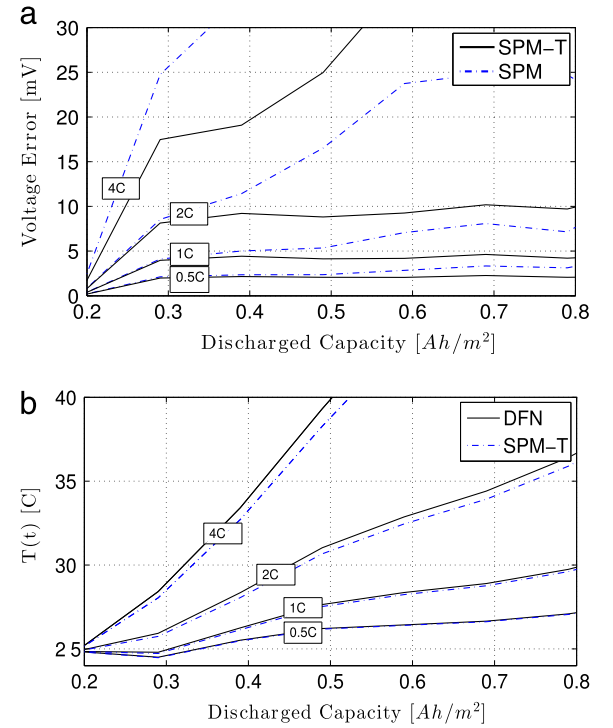 a
30
25
20
15
10
5
0
Voltage Error [mV]
SPM-T
SPM
4C
2C
1C
0.5C
0.2 0.3 0.4 0.5 0.6 0.7 0.8
Discharged Capacity [Ah/m²]
b
40
35
30
2 5
T(t) [C]
DFN
SPM-T
4C
2C
1C
0.5C
0.2 0.3 0.4 0.5 0.6 0.7 0.8
Discharged Capacity [Ah/m²]